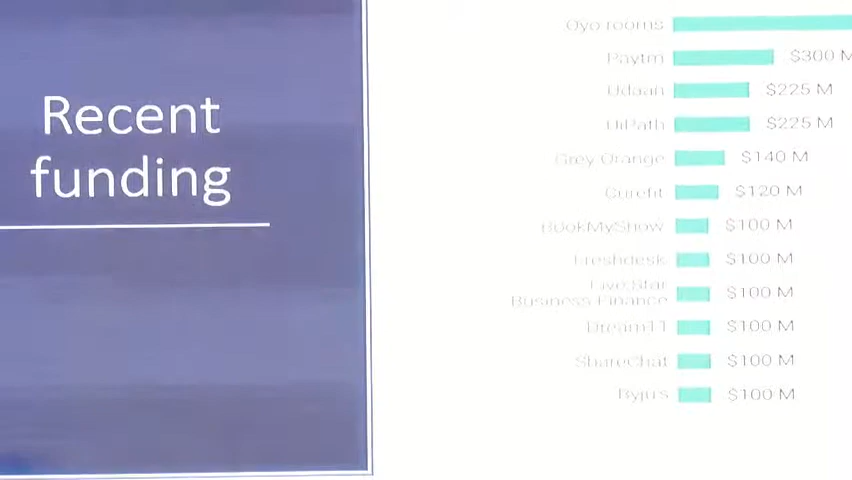 Recent
funding
Oyo rooms
Paytm $300 M
Udaan $225 M
UiPath $225 M
Grey Orange $140 M
Curefit $120 M
BookMyShow $100 M
Freshdesk $100 M
Five Star
Business Finance $100 M
Dream11 $100 M
ShareChat $100 M
Byju's $100 M